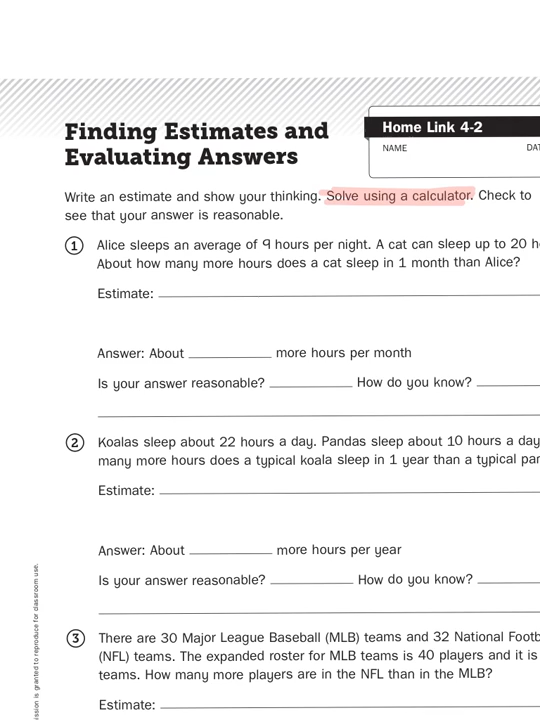 Finding Estimates and
Evaluating Answers
Home Link 4-2
NAME
Write an estimate and show your thinking. Solve using a calculator. Check to
see that your answer is reasonable.
1 Alice sleeps an average of 9 hours per night. A cat can sleep up to 20
About how many more hours does a cat sleep in 1 month than Alice?
Estimate:
Answer: About more hours per month
Is your answer reasonable? How do you know?
2 Koalas sleep about 22 hours a day. Pandas sleep about 10 hours a day
many more hours does a typical koala sleep in 1 year than a typical
Estimate:
Answer: About more hours per year
Is your answer reasonable? How do you know?
3 There are 30 Major League Baseball (MLB) teams and 32 National
(NFL) teams. The expanded roster for MLB teams is 40 players and it is
teams. How many more players are in the NFL than in the MLB?
Estimate:
is granted to reproduce for classroom use.